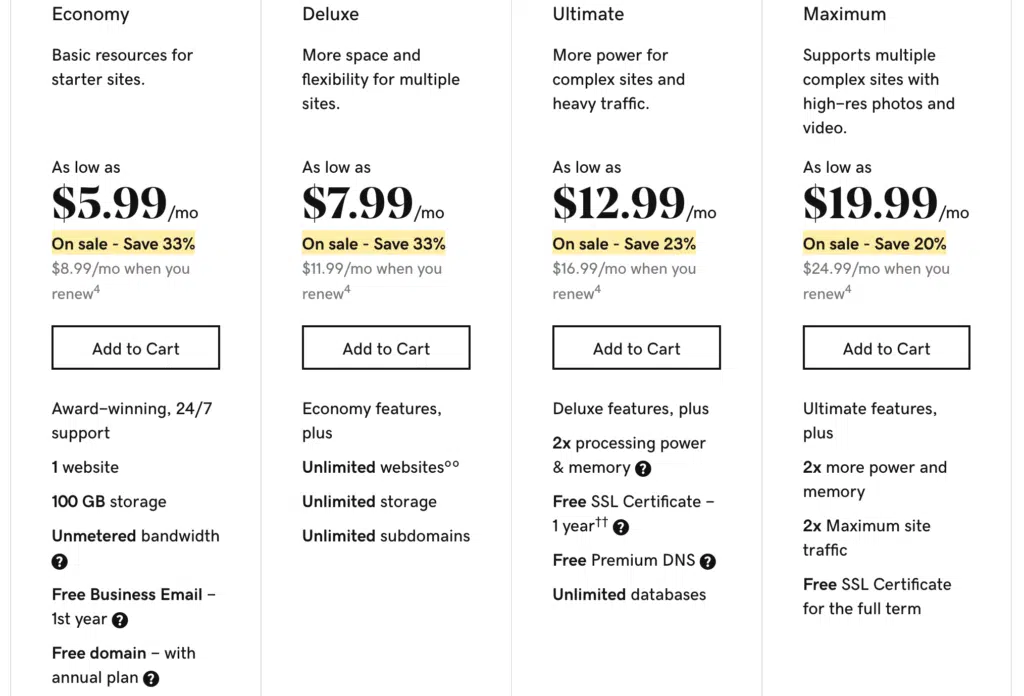 Economy
Basic resources for
starter sites.
As low as
$5.99/mo
On sale - Save 33%
$8.99/mo when you
renew⁴
Add to Cart
Award-winning, 24/7
support
1 website
100 GB storage
Unmetered bandwidth
?
Free Business Email -
1st year ?
Free domain - with
annual plan ?
Deluxe
More space and
flexibility for multiple
sites.
As low as
$7.99/mo
On sale - Save 33%
$11.99/mo when you
renew⁴
Add to Cart
Economy features,
plus
Unlimited websites°°
Unlimited storage
Unlimited subdomains
Ultimate
More power for
complex sites and
heavy traffic.
As low as
$12.99/mo
On sale - Save 23%
$16.99/mo when you
renew⁴
Add to Cart
Deluxe features, plus
2x processing power
& memory ?
Free SSL Certificate -
1 year†† ?
Free Premium DNS ?
Unlimited databases
Maximum
Supports multiple
complex sites with
high-res photos and
video.
As low as
$19.99/mo
On sale - Save 20%
$24.99/mo when you
renew⁴
Add to Cart
Ultimate features,
plus
2x more power and
memory
2x Maximum site
traffic
Free SSL Certificate
for the full term